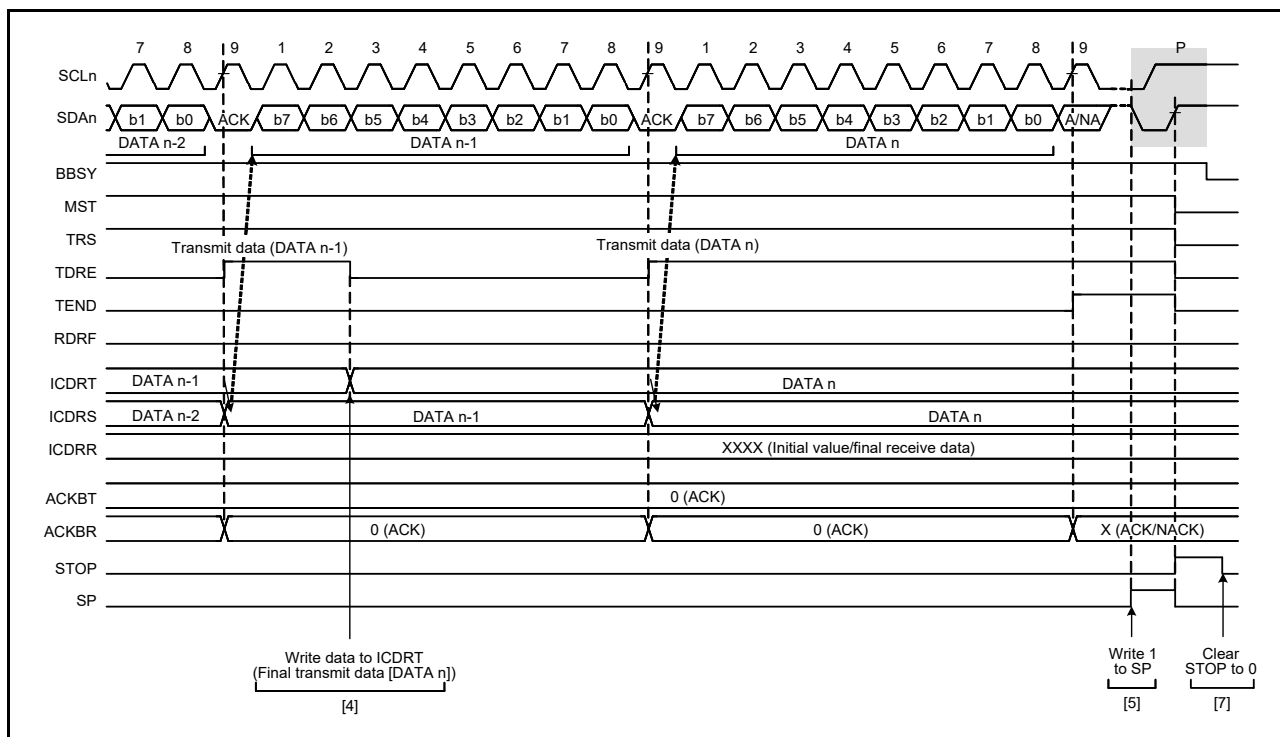 7 8 9 1 2 3 4 5 6 7 8 9 1 2 3 4 5 6 7 8 9 P
SCLn
SDAn b1 b0 ACK b7 b6 b5 b4 b3 b2 b1 b0 ACK b7 b6 b5 b4 b3 b2 b1 b0 A/NA
DATA n-2 DATA n-1 DATA n
BBSY
MST
TRS
Transmit data (DATA n-1) Transmit data (DATA n)
TDRE
TEND
RDRF
ICDRT DATA n-1 DATA n
ICDRS DATA n-2 DATA n-1 DATA n
ICDRR XXXX (Initial value/final receive data)
ACKBT 0 (ACK)
ACKBR 0 (ACK) 0 (ACK) X (ACK/NACK)
STOP
SP
Write data to ICDRT Write 1 Clear
(Final transmit data [DATA n]) to SP STOP to 0
[4] [5] [7]